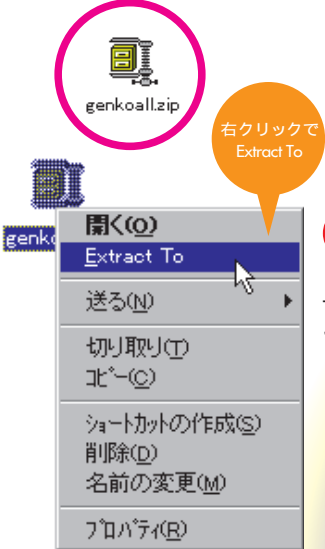 genkoall.zip
右クリックで
Extract To
genko
開く(O)
Extract To
送る(N)
切り取り(T)
コピー(C)
ショートカットの作成(S)
削除(D)
名前の変更(M)
プロパティ(R)